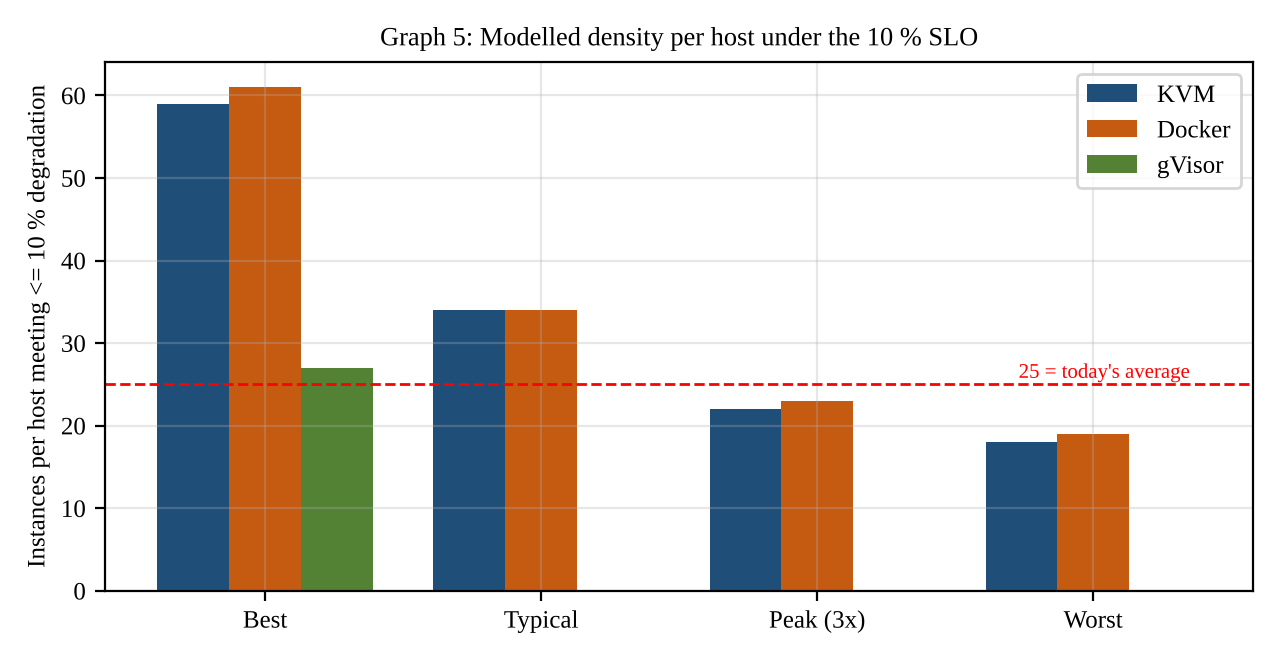 Graph 5: Modelled density per host under the 10 % SLO
Instances per host meeting <= 10 % degradation
60
50
40
30
20
10
0
KVM
Docker
gVisor
25 = today's average
Best
Typical
Peak (3x)
Worst